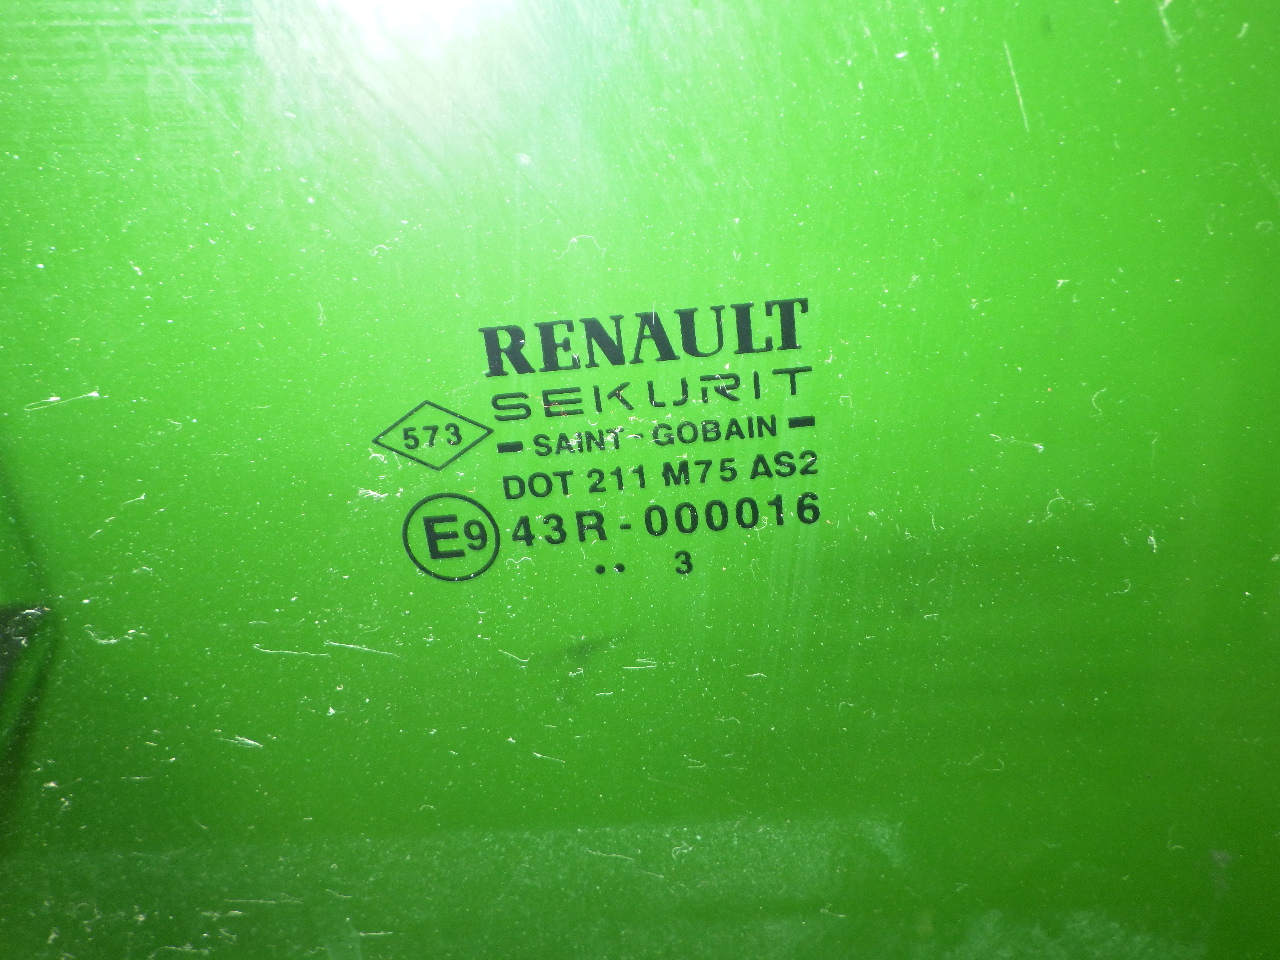 RENAULT
SEKURIT
573
SAINT-GOBAIN
DOT 211 M75 AS2
E9 43R-000016
.. 3